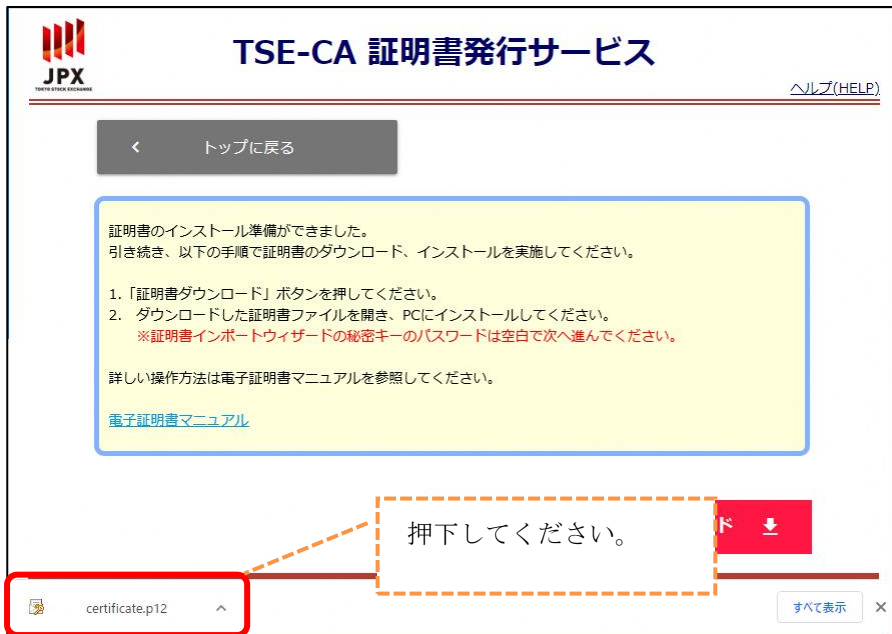 JPX
TOKYO STOCK EXCHANGE
TSE-CA 証明書発行サービス
ヘルプ(HELP)
トップに戻る
証明書のインストール準備ができました。
引き続き、以下の手順で証明書のダウンロード、インストールを実施してください。
1.「証明書ダウンロード」ボタンを押してください。
2. ダウンロードした証明書ファイルを開き、PCにインストールしてください。
※証明書インポートウィザードの秘密キーのパスワードは空白で次へ進んでください。
詳しい操作方法は電子証明書マニュアルを参照してください。
電子証明書マニュアル
押下してください。
ド
certificate.p12
すべて表示